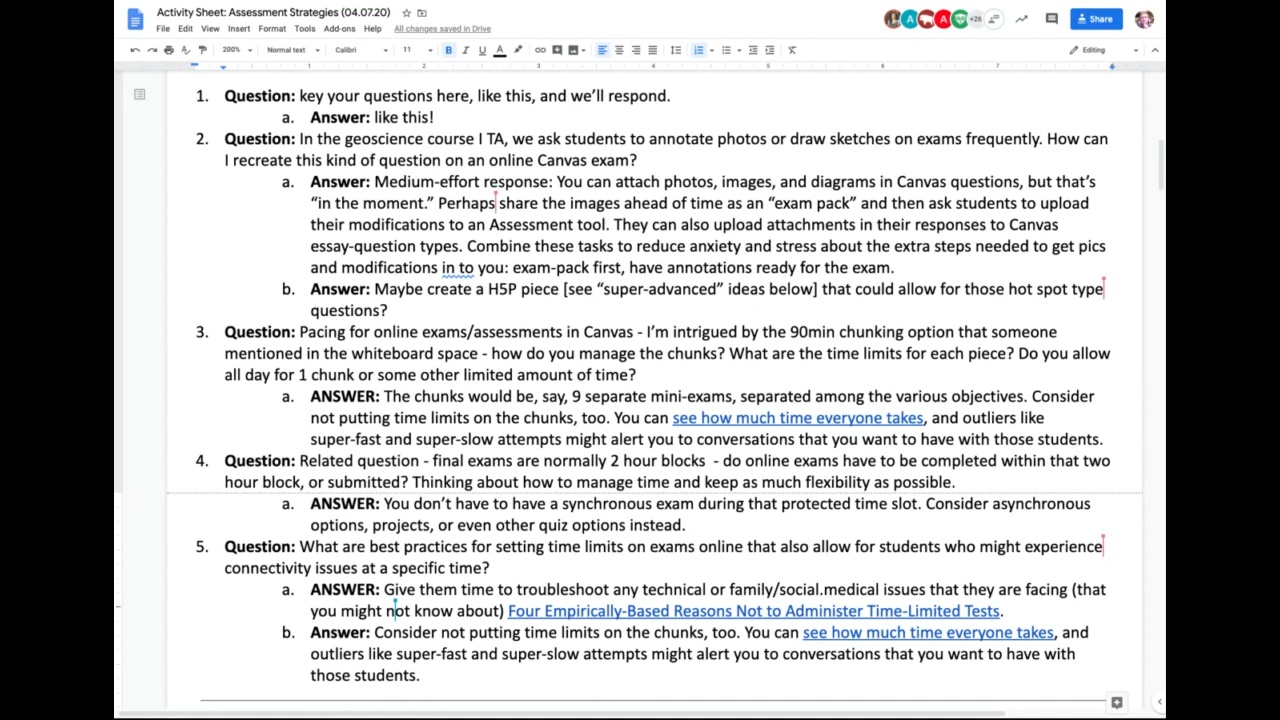 Activity Sheet: Assessment Strategies (04.07.20)
A
A
+26
Share
File Edit View Insert Format Tools Add-ons Help All changes saved in Drive
200% Normal text Calibri 11 B I U A Editing
1 2 3 4 5 6 7
1. Question: key your questions here, like this, and we'll respond.
a. Answer: like this!
2. Question: In the geoscience course I TA, we ask students to annotate photos or draw sketches on exams frequently. How can
I recreate this kind of question on an online Canvas exam?
a. Answer: Medium-effort response: You can attach photos, images, and diagrams in Canvas questions, but that's
"in the moment." Perhaps share the images ahead of time as an "exam pack" and then ask students to upload
their modifications to an Assessment tool. They can also upload attachments in their responses to Canvas
essay-question types. Combine these tasks to reduce anxiety and stress about the extra steps needed to get pics
and modifications in to you: exam-pack first, have annotations ready for the exam.
b. Answer: Maybe create a H5P piece [see "super-advanced" ideas below] that could allow for those hot spot type
questions?
3. Question: Pacing for online exams/assessments in Canvas - I'm intrigued by the 90min chunking option that someone
mentioned in the whiteboard space - how do you manage the chunks? What are the time limits for each piece? Do you allow
all day for 1 chunk or some other limited amount of time?
a. ANSWER: The chunks would be, say, 9 separate mini-exams, separated among the various objectives. Consider
not putting time limits on the chunks, too. You can see how much time everyone takes, and outliers like
super-fast and super-slow attempts might alert you to conversations that you want to have with those students.
4. Question: Related question - final exams are normally 2 hour blocks - do online exams have to be completed within that two
hour block, or submitted? Thinking about how to manage time and keep as much flexibility as possible.
a. ANSWER: You don't have to have a synchronous exam during that protected time slot. Consider asynchronous
options, projects, or even other quiz options instead.
5. Question: What are best practices for setting time limits on exams online that also allow for students who might experience
connectivity issues at a specific time?
a. ANSWER: Give them time to troubleshoot any technical or family/social.medical issues that they are facing (that
you might not know about) Four Empirically-Based Reasons Not to Administer Time-Limited Tests.
b. Answer: Consider not putting time limits on the chunks, too. You can see how much time everyone takes, and
outliers like super-fast and super-slow attempts might alert you to conversations that you want to have with
those students.